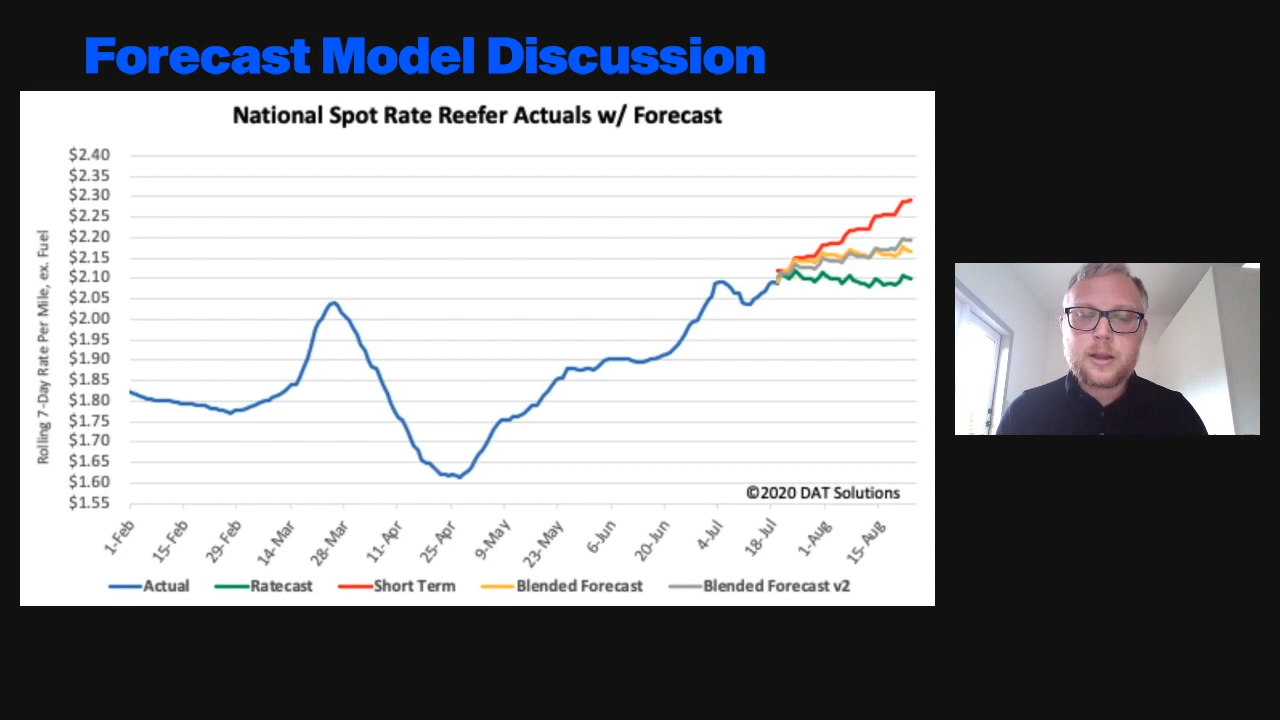 Forecast Model Discussion
National Spot Rate Reefer Actuals w/ Forecast
Rolling 7-Day Rate Per Mile, ex. Fuel
$2.40
$2.35
$2.30
$2.25
$2.20
$2.15
$2.10
$2.05
$2.00
$1.95
$1.90
$1.85
$1.80
$1.75
$1.70
$1.65
$1.60
$1.55
©2020 DAT Solutions
1-Feb
15-Feb
29-Feb
14-Mar
28-Mar
11-Apr
25-Apr
9-May
23-May
6-Jun
20-Jun
4-Jul
18-Jul
1-Aug
15-Aug
Actual Ratecast Short Term Blended Forecast Blended Forecast v2